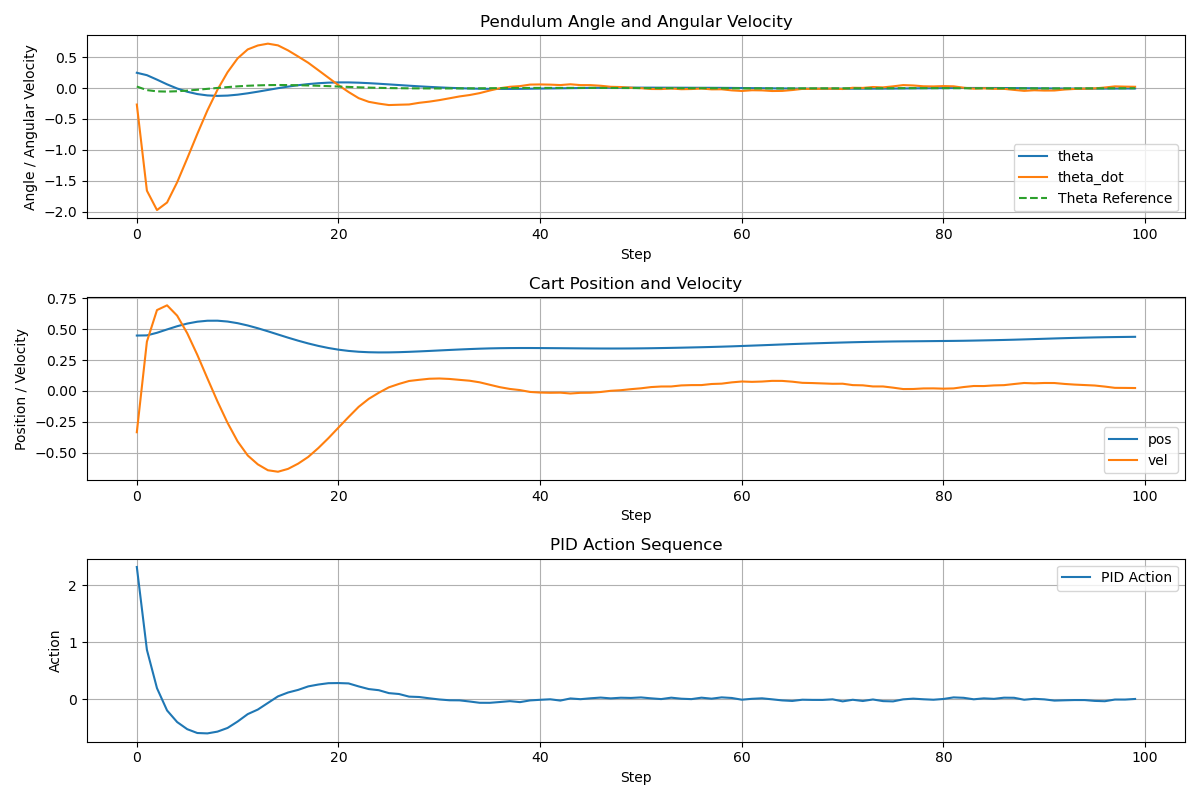 Pendulum Angle and Angular Velocity
Angle / Angular Velocity
0.5
0.0
−0.5
−1.0
−1.5
−2.0
theta
theta_dot
Theta Reference
0 20 40 60 80 100
Step
Cart Position and Velocity
Position / Velocity
0.75
0.50
0.25
0.00
−0.25
−0.50
pos
vel
0 20 40 60 80 100
Step
PID Action Sequence
Action
2
1
0
PID Action
0 20 40 60 80 100
Step